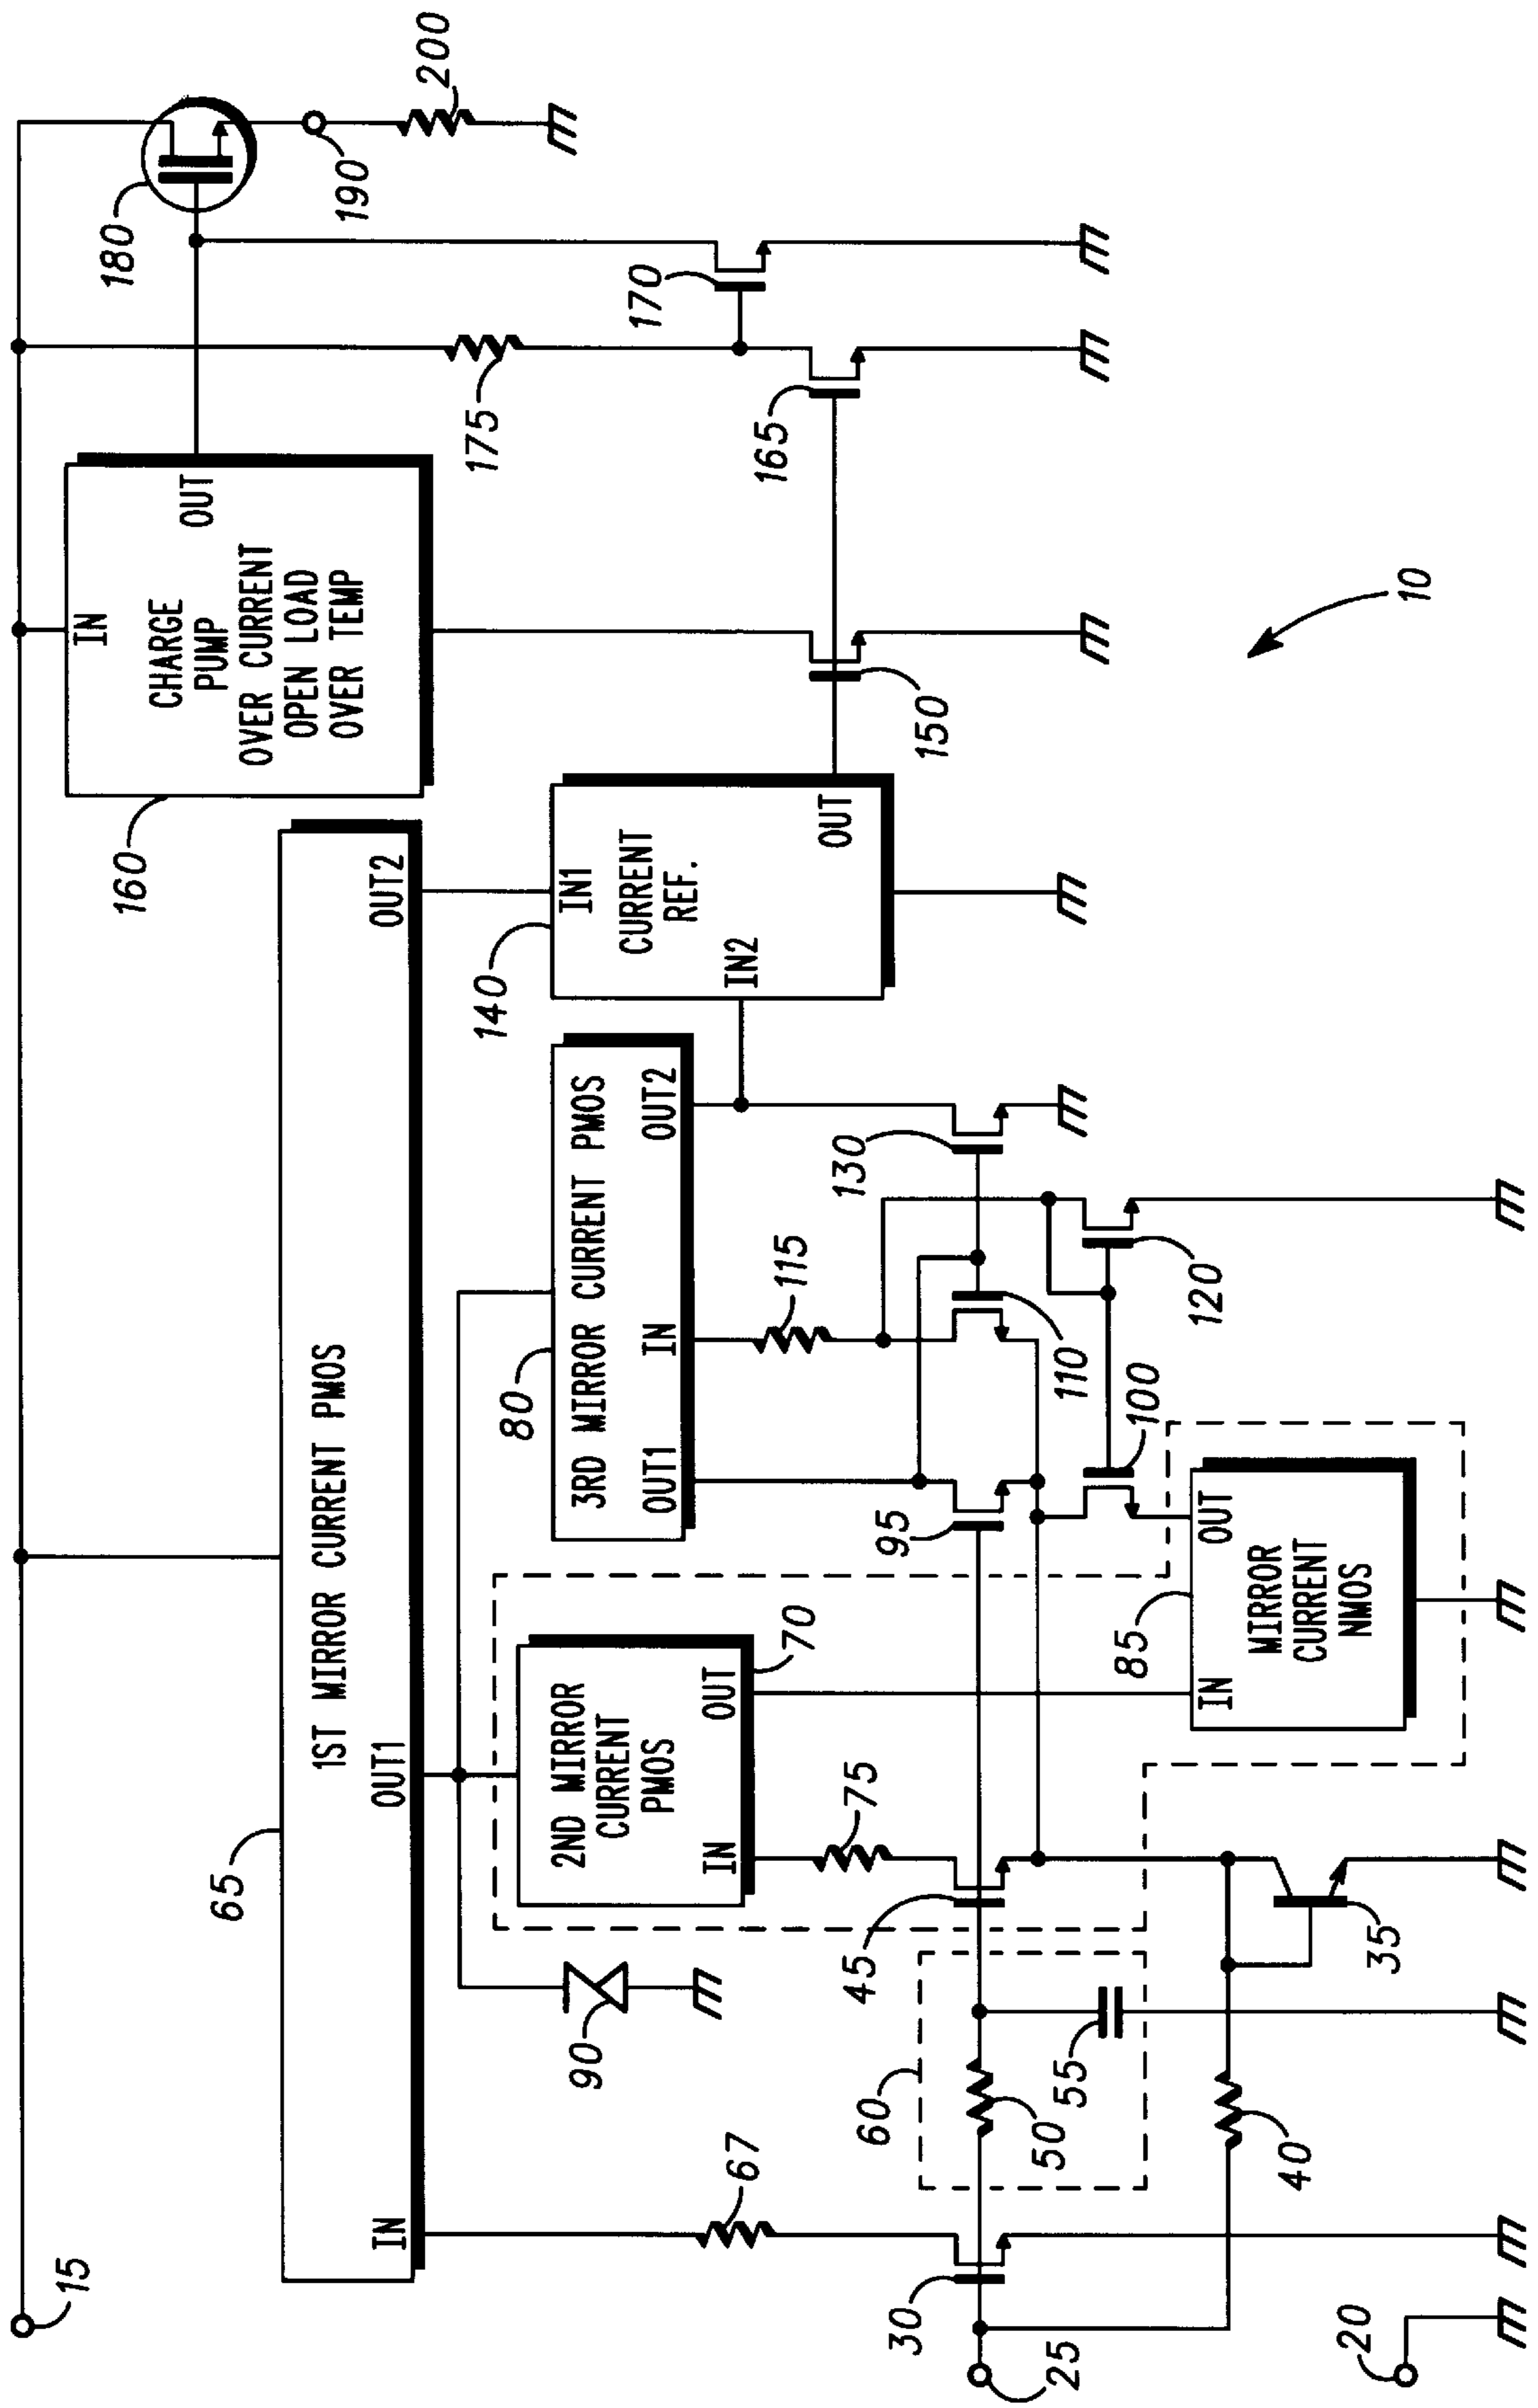 15
65
1ST MIRROR CURRENT PMOS
IN
OUT1
OUT2
160
IN
CHARGE
PUMP
OVER CURRENT
OPEN LOAD
OVER TEMP
OUT
180
190
200
175
170
165
150
140
IN1
CURRENT
REF.
IN2
OUT
80
3RD MIRROR CURRENT PMOS
OUT1
IN
OUT2
2ND MIRROR
CURRENT
PMOS
IN
OUT
70
90
67
75
115
130
95
110
120
100
45
60
50
55
30
25
40
35
85
MIRROR
CURRENT
NMOS
IN
OUT
20
10